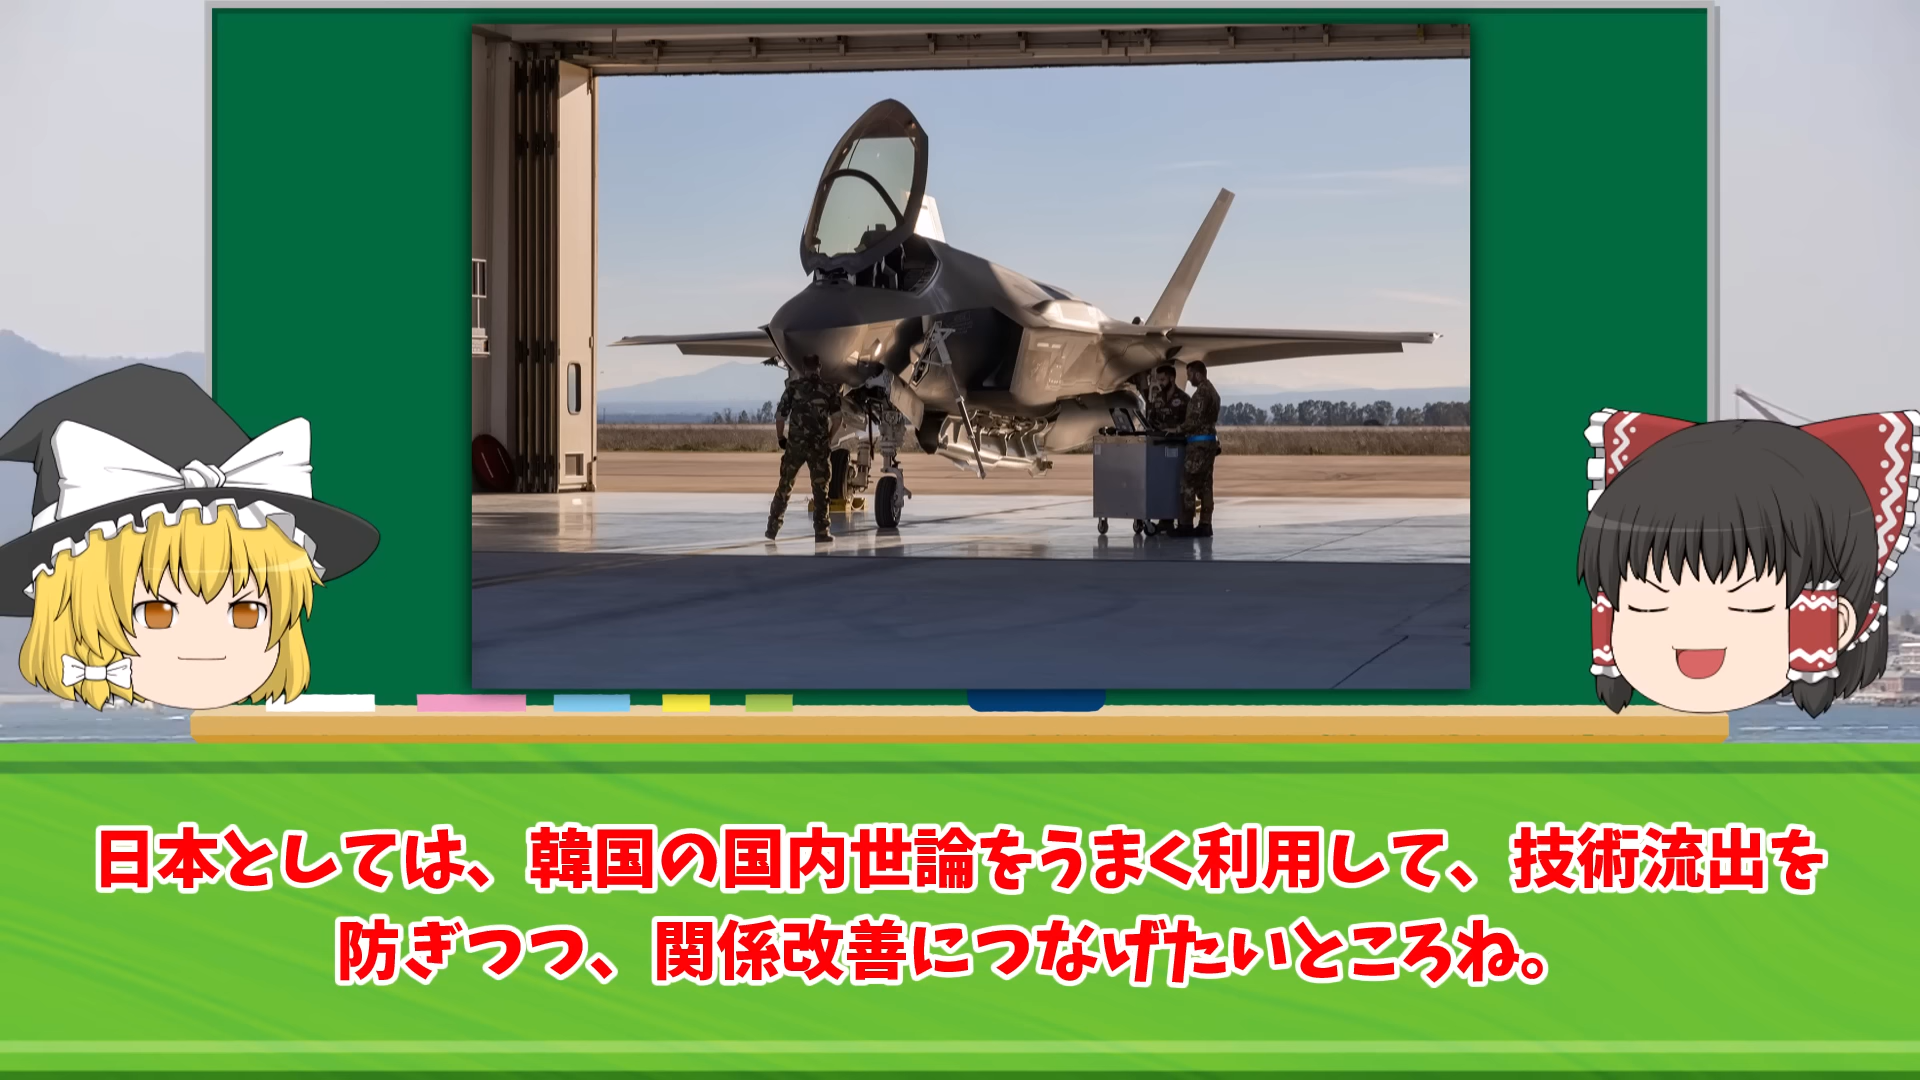 日本としては、韓国の国内世論をうまく利用して、技術流出を
防ぎつつ、関係改善につなげたいところね。